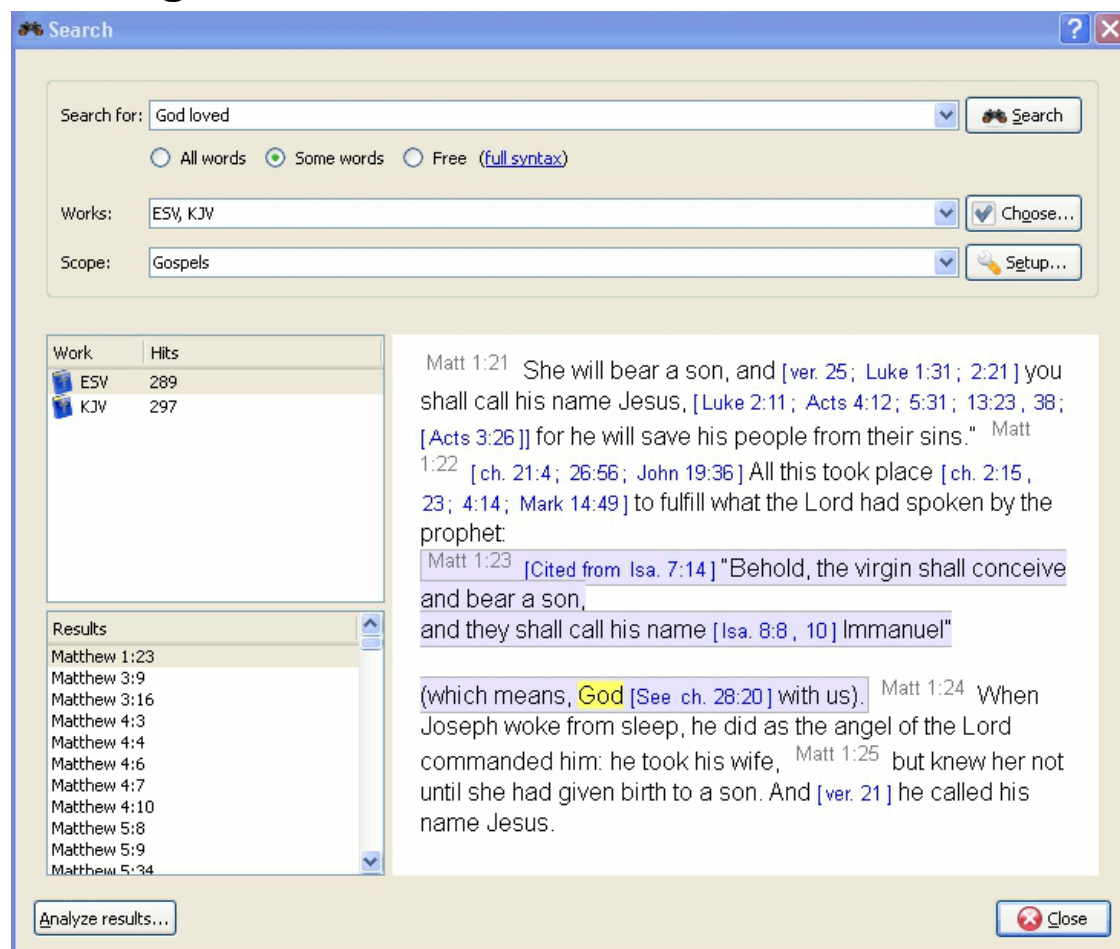 Search
Search for: God loved Search
All words Some words Free (full syntax)
Works: ESV, KJV Choose...
Scope: Gospels Setup...
Work Hits
ESV 289
KJV 297
Results
Matthew 1:23
Matthew 3:9
Matthew 3:16
Matthew 4:3
Matthew 4:4
Matthew 4:6
Matthew 4:7
Matthew 4:10
Matthew 5:8
Matthew 5:9
Matthew 5:34
Matt 1:21 She will bear a son, and [ver. 25; Luke 1:31; 2:21] you
shall call his name Jesus, [Luke 2:11; Acts 4:12; 5:31; 13:23, 38;
[Acts 3:26]] for he will save his people from their sins." Matt
1:22 [ch. 21:4; 26:56; John 19:36] All this took place [ch. 2:15,
23; 4:14; Mark 14:49] to fulfill what the Lord had spoken by the
prophet:
Matt 1:23 [Cited from Isa. 7:14] "Behold, the virgin shall conceive
and bear a son,
and they shall call his name [Isa. 8:8, 10] Immanuel"
(which means, God [See ch. 28:20] with us). Matt 1:24 When
Joseph woke from sleep, he did as the angel of the Lord
commanded him: he took his wife, Matt 1:25 but knew her not
until she had given birth to a son. And [ver. 21] he called his
name Jesus.
Analyze results... Close